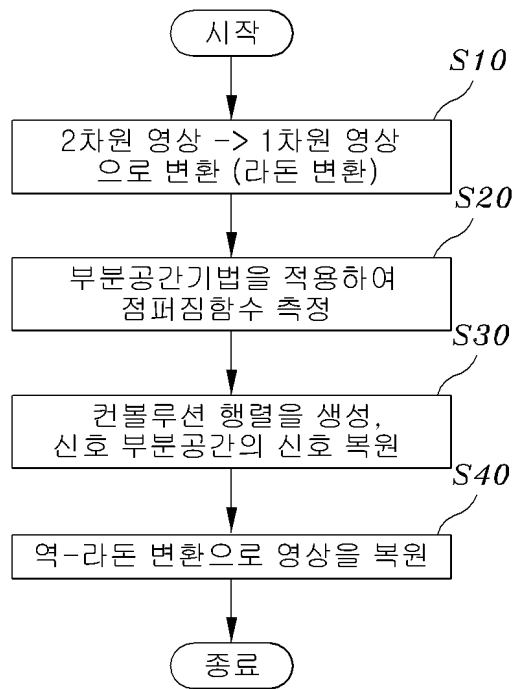 시작
S10
2차원 영상 -> 1차원 영상
으로 변환 (라돈 변환)
S20
부분공간기법을 적용하여
점퍼짐함수 측정
S30
컨볼루션 행렬을 생성,
신호 부분공간의 신호 복원
S40
역-라돈 변환으로 영상을 복원
종료